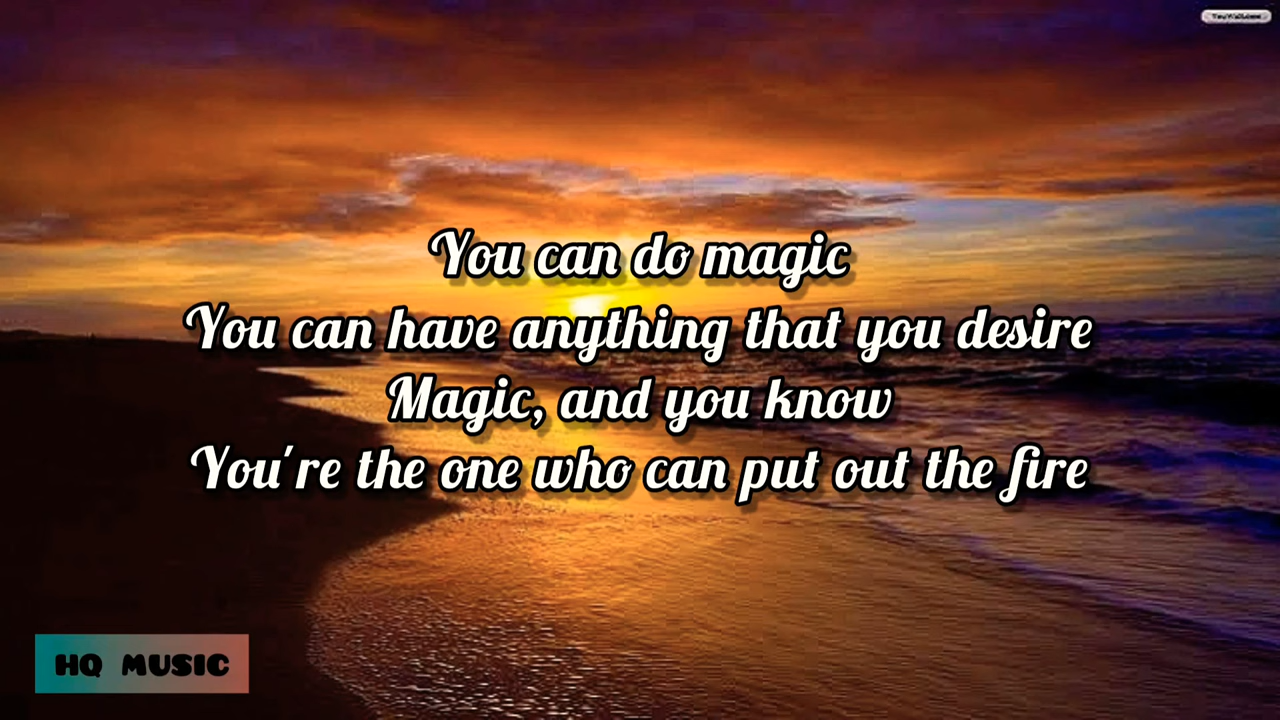 You can do magic
You can have anything that you desire
Magic, and you know
You're the one who can put out the fire
HQ MUSIC